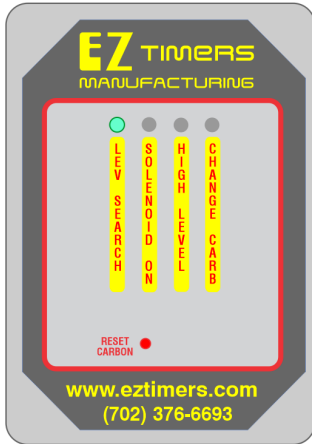 EZ TIMERS
MANUFACTURING
LEV SEARCH
SOLENOID ON
HIGH LEVEL
CHANGE CARB
RESET
CARBON
www.eztimers.com
(702) 376-6693